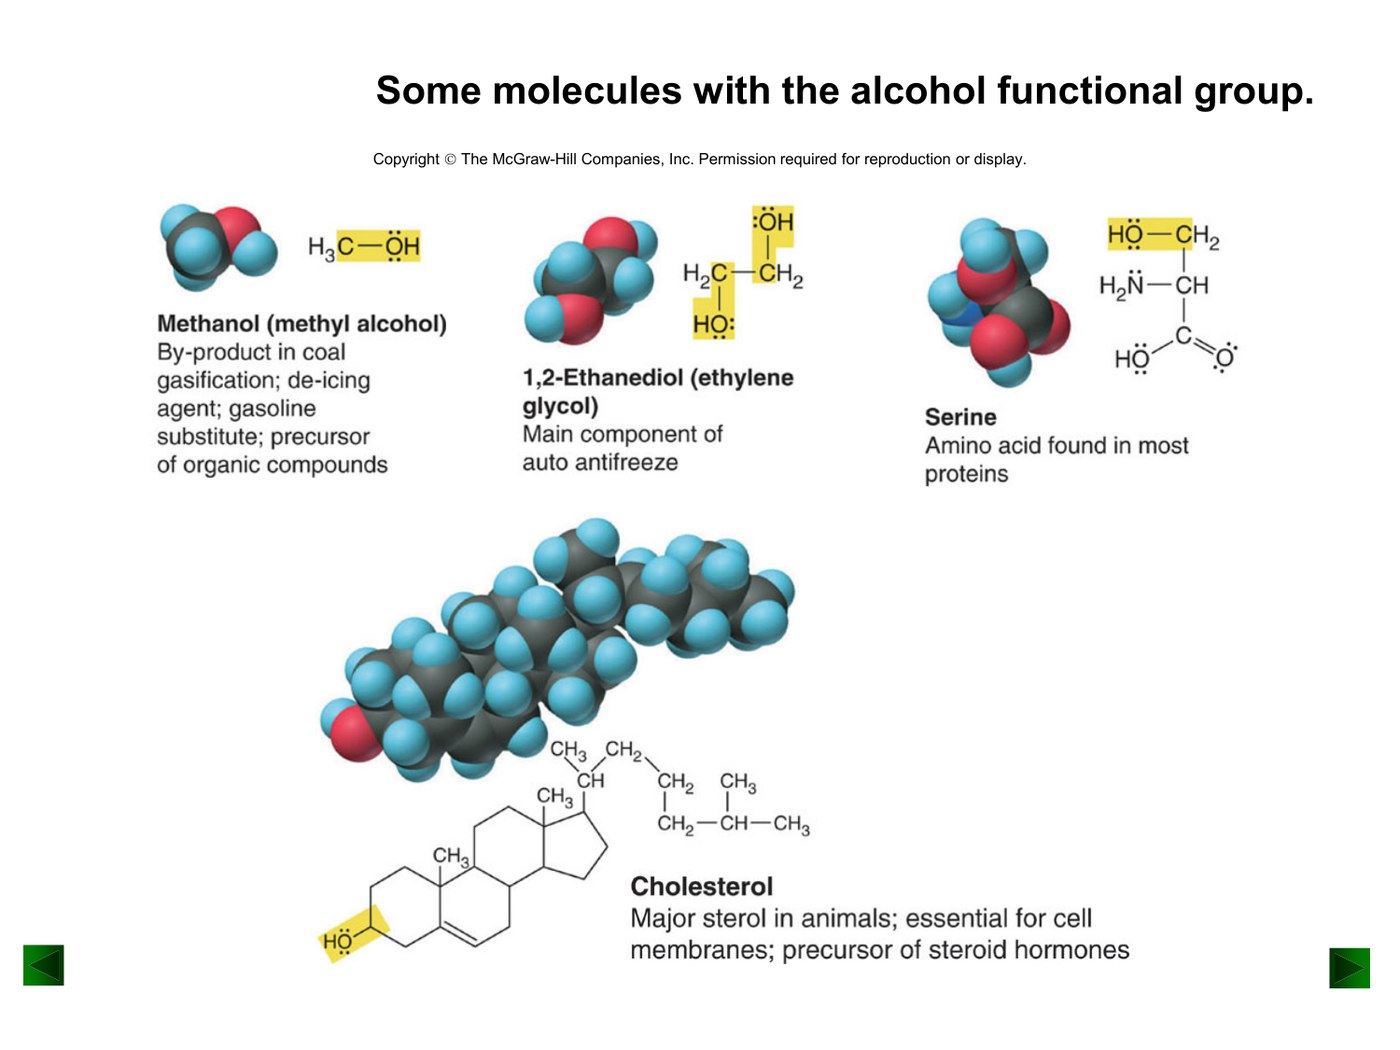 Some molecules with the alcohol functional group.
Copyright © The McGraw-Hill Companies, Inc. Permission required for reproduction or display.
H₃C—ÖH
Methanol (methyl alcohol)
By-product in coal
gasification; de-icing
agent; gasoline
substitute; precursor
of organic compounds
:ÖH
H₂C—CH₂
HO:
1,2-Ethanediol (ethylene
glycol)
Main component of
auto antifreeze
HÖ—CH₂
H₂N̈—CH
C
HÖ O
Serine
Amino acid found in most
proteins
CH₃ CH₂
CH CH₂ CH₃
CH₃
CH₂—CH—CH₃
CH₃
HÖ
Cholesterol
Major sterol in animals; essential for cell
membranes; precursor of steroid hormones